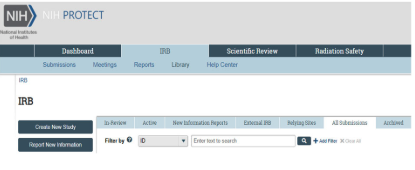 NIH
NIH PROTECT
National Institutes
of Health
Dashboard IRB Scientific Review Radiation Safety
Submissions Meetings Reports Library Help Center
IRB
IRB
Create New Study
Report New Information
In-Review Active New Information Reports External IRB Relying Sites All Submissions Archived
Filter by ? ID Enter text to search Add Filter Clear All